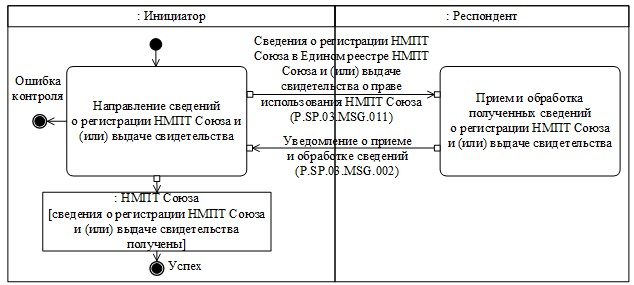 : Инициатор
: Респондент
Сведения о регистрации НМПТ
Союза в Едином реестре НМПТ
Союза и (или) выдаче
свидетельства о праве
использования НМПТ Союза
(P.SP.03.MSG.011)
Ошибка
контроля
Направление сведений
о регистрации НМПТ Союза и
(или) выдаче свидетельства
Прием и обработка
полученных сведений
о регистрации НМПТ Союза
и (или) выдаче свидетельства
Уведомление о приеме
и обработке сведений
(P.SP.03.MSG.002)
: НМПТ Союза
[сведения о регистрации НМПТ Союза
и (или) выдаче свидетельства
получены]
Успех